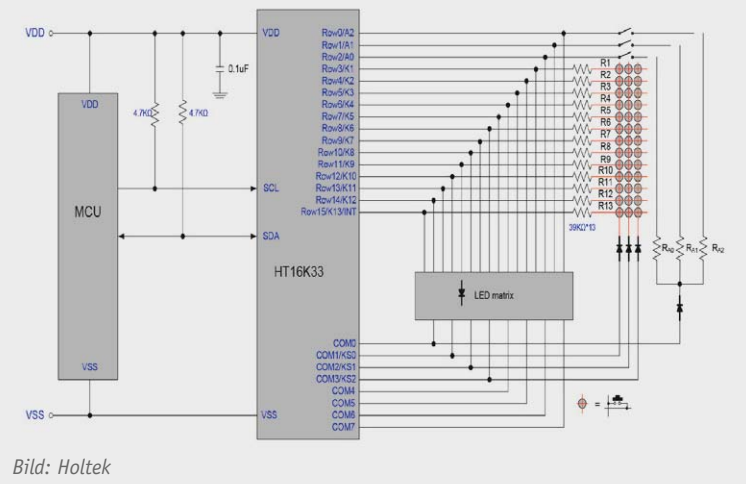 VDD
VDD
VDD
0.1uF
4.7KΩ
4.7KΩ
MCU
VSS
VSS
VSS
SCL
SDA
HT16K33
Row0/A2
Row1/A1
Row2/A0
Row3/K1
Row4/K2
Row5/K3
Row6/K4
Row7/K5
Row8/K6
Row9/K7
Row10/K8
Row11/K9
Row12/K10
Row13/K11
Row14/K12
Row15/K13/INT
COM0
COM1/KS0
COM2/KS1
COM3/KS2
COM4
COM5
COM6
COM7
R1
R2
R3
R4
R5
R6
R7
R8
R9
R10
R11
R12
R13
39KΩ*13
RA0
RA1
RA2
LED matrix
=
Bild: Holtek